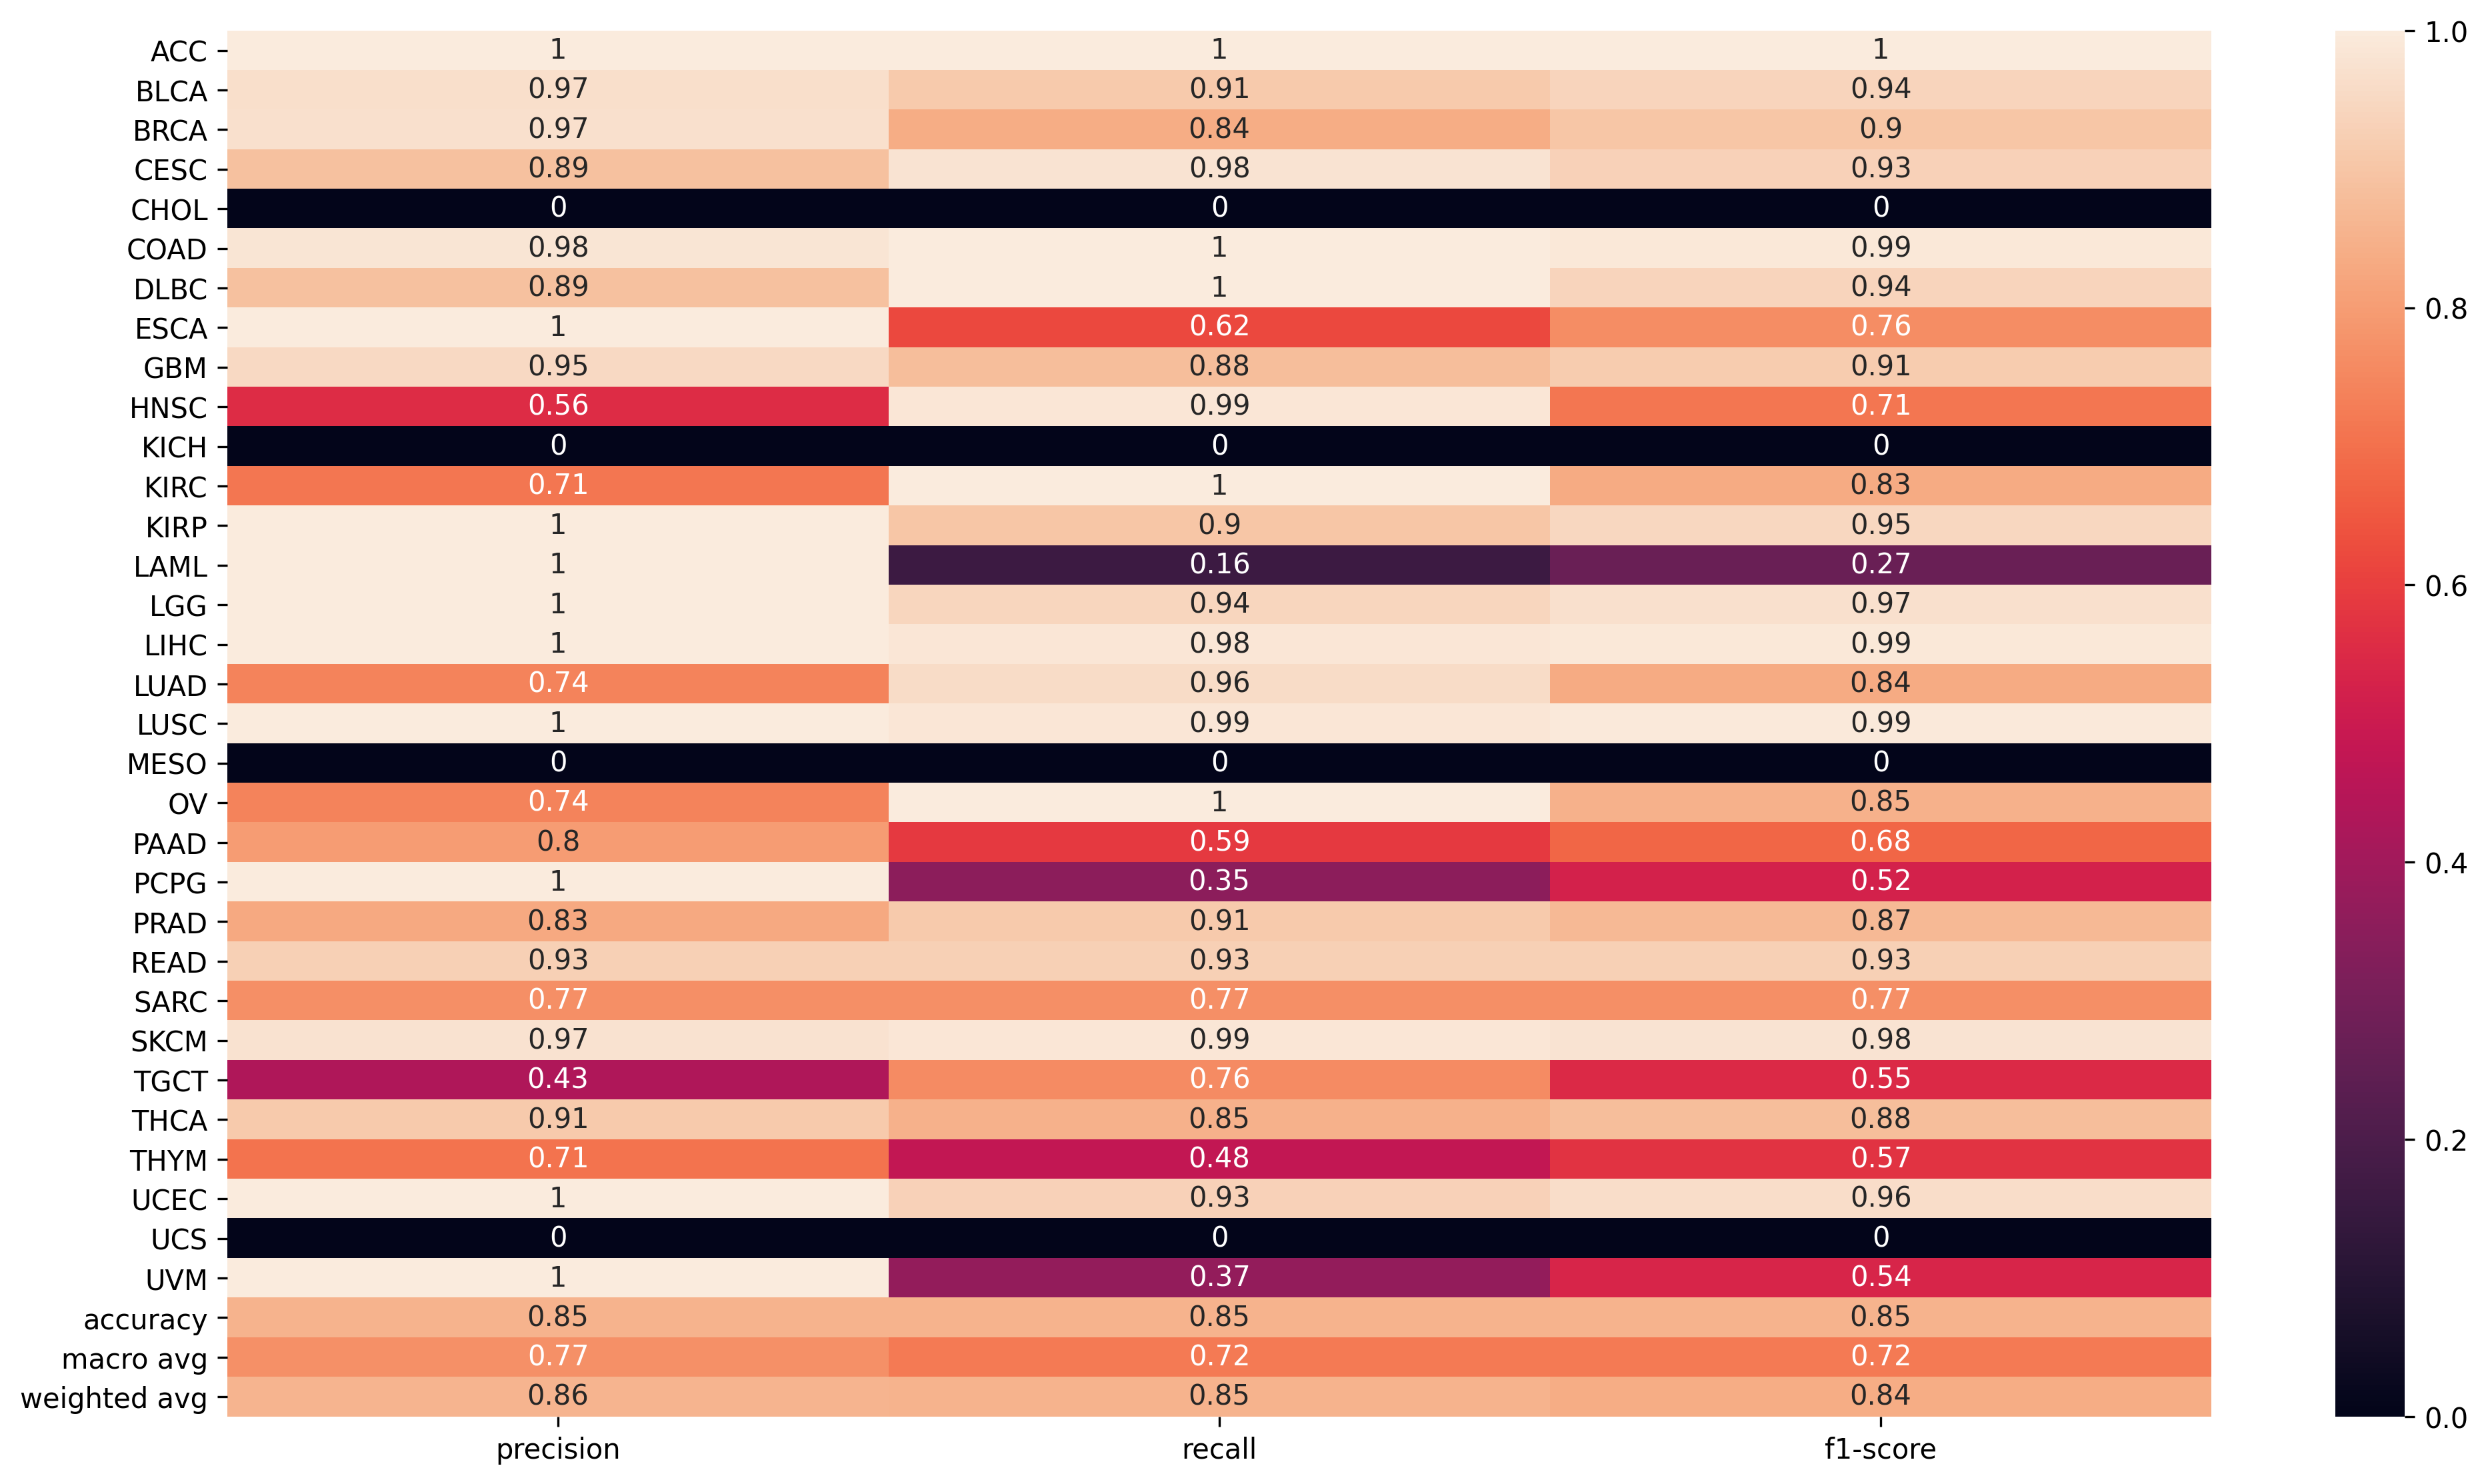 ACC 1 1 1 1.0
BLCA 0.97 0.91 0.94
BRCA 0.97 0.84 0.9
CESC 0.89 0.98 0.93
CHOL 0 0 0
COAD 0.98 1 0.99
DLBC 0.89 1 0.94
ESCA 1 0.62 0.76 0.8
GBM 0.95 0.88 0.91
HNSC 0.56 0.99 0.71
KICH 0 0 0
KIRC 0.71 1 0.83
KIRP 1 0.9 0.95
LAML 1 0.16 0.27 0.6
LGG 1 0.94 0.97
LIHC 1 0.98 0.99
LUAD 0.74 0.96 0.84
LUSC 1 0.99 0.99
MESO 0 0 0
OV 0.74 1 0.85
PAAD 0.8 0.59 0.68 0.4
PCPG 1 0.35 0.52
PRAD 0.83 0.91 0.87
READ 0.93 0.93 0.93
SARC 0.77 0.77 0.77
SKCM 0.97 0.99 0.98
TGCT 0.43 0.76 0.55
THCA 0.91 0.85 0.88 0.2
THYM 0.71 0.48 0.57
UCEC 1 0.93 0.96
UCS 0 0 0
UVM 1 0.37 0.54
accuracy 0.85 0.85 0.85
macro avg 0.77 0.72 0.72
weighted avg 0.86 0.85 0.84 0.0
precision recall f1-score